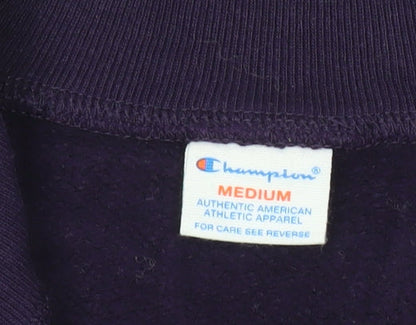 Champion®
MEDIUM
AUTHENTIC AMERICAN
ATHLETIC APPAREL
FOR CARE SEE REVERSE